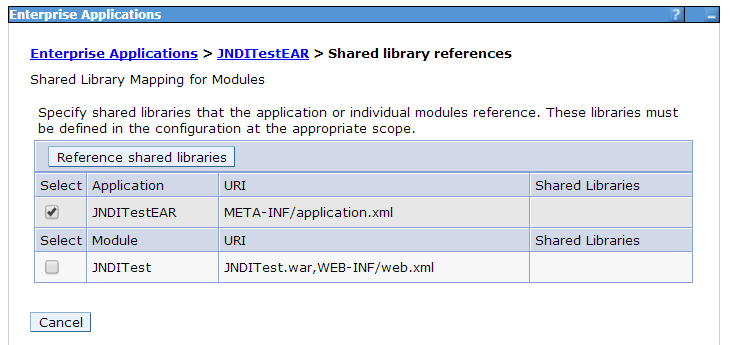 Enterprise Applications ? _
Enterprise Applications > JNDITestEAR > Shared library references
Shared Library Mapping for Modules
Specify shared libraries that the application or individual modules reference. These libraries must
be defined in the configuration at the appropriate scope.
Reference shared libraries
Select Application URI Shared Libraries
JNDITestEAR META-INF/application.xml
Select Module URI Shared Libraries
JNDITest JNDITest.war,WEB-INF/web.xml
Cancel